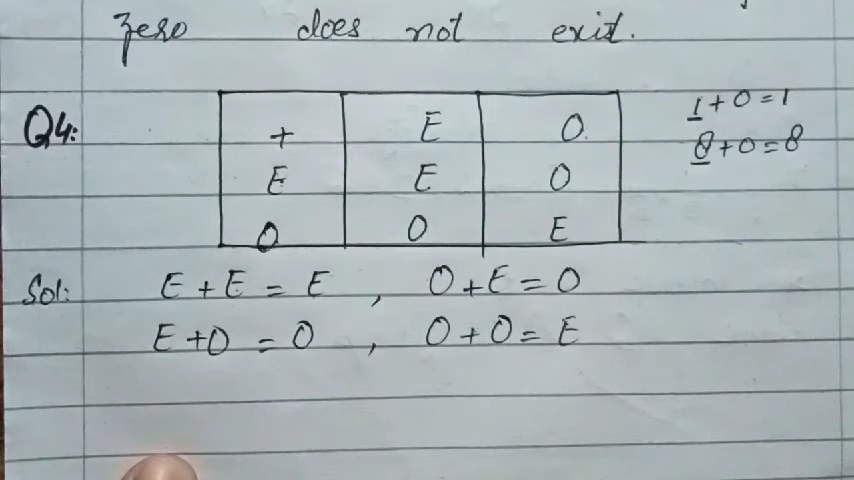 zero does not exist.
Q4:
+ E O
E E O
O O E
1+0=1
8+0=8
Sol: E+E=E, O+E=O
E+O=O, O+O=E